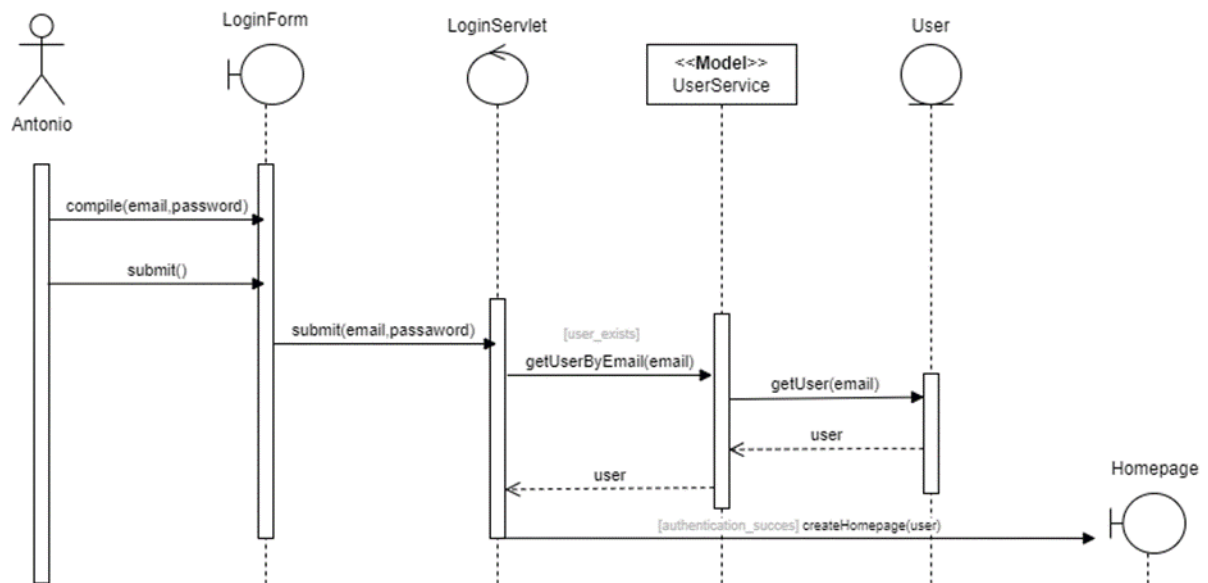 LoginForm
LoginServlet
User
<<Model>>
UserService
Antonio
compile(email,password)
submit()
submit(email,passaword)
[user_exists]
getUserByEmail(email)
getUser(email)
user
user
Homepage
[authentication_succes] createHomepage(user)